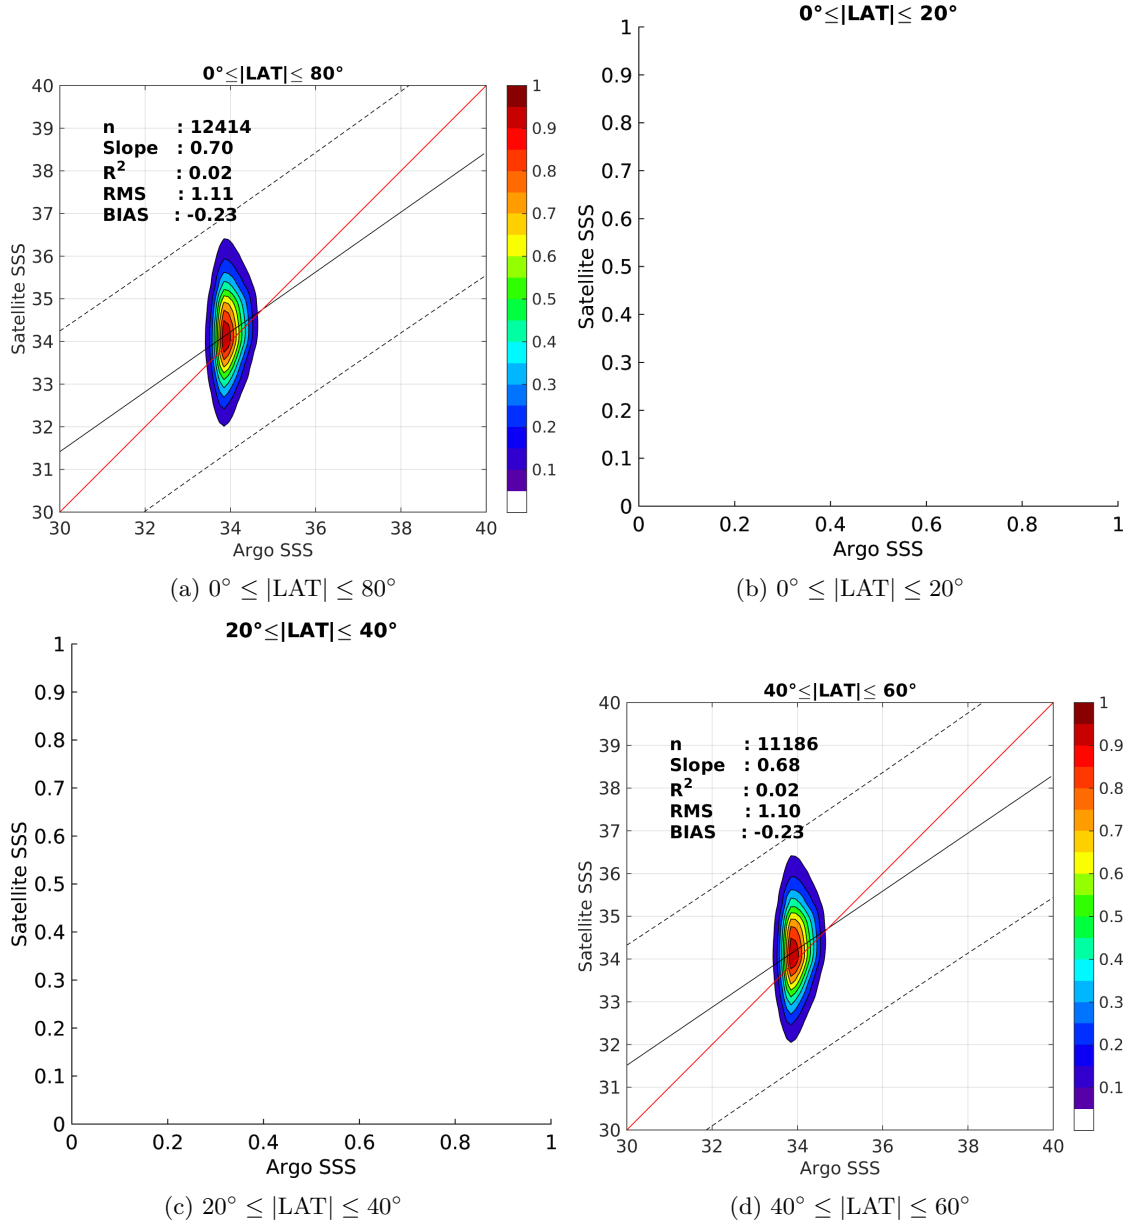 0°≤|LAT|≤ 80°
40
39
38
37
36
35
34
33
32
31
30
n : 12414
Slope : 0.70
R² : 0.02
RMS : 1.11
BIAS : -0.23
Satellite SSS
30 32 34 36 38 40
Argo SSS
1
0.9
0.8
0.7
0.6
0.5
0.4
0.3
0.2
0.1
(a) 0° ≤ |LAT| ≤ 80°
0°≤|LAT|≤ 20°
1
0.9
0.8
0.7
0.6
0.5
0.4
0.3
0.2
0.1
0
Satellite SSS
0 0.2 0.4 0.6 0.8 1
Argo SSS
(b) 0° ≤ |LAT| ≤ 20°
20°≤|LAT|≤ 40°
1
0.9
0.8
0.7
0.6
0.5
0.4
0.3
0.2
0.1
0
Satellite SSS
0 0.2 0.4 0.6 0.8 1
Argo SSS
(c) 20° ≤ |LAT| ≤ 40°
40°≤|LAT|≤ 60°
40
39
38
37
36
35
34
33
32
31
30
n : 11186
Slope : 0.68
R² : 0.02
RMS : 1.10
BIAS : -0.23
Satellite SSS
30 32 34 36 38 40
Argo SSS
1
0.9
0.8
0.7
0.6
0.5
0.4
0.3
0.2
0.1
(d) 40° ≤ |LAT| ≤ 60°